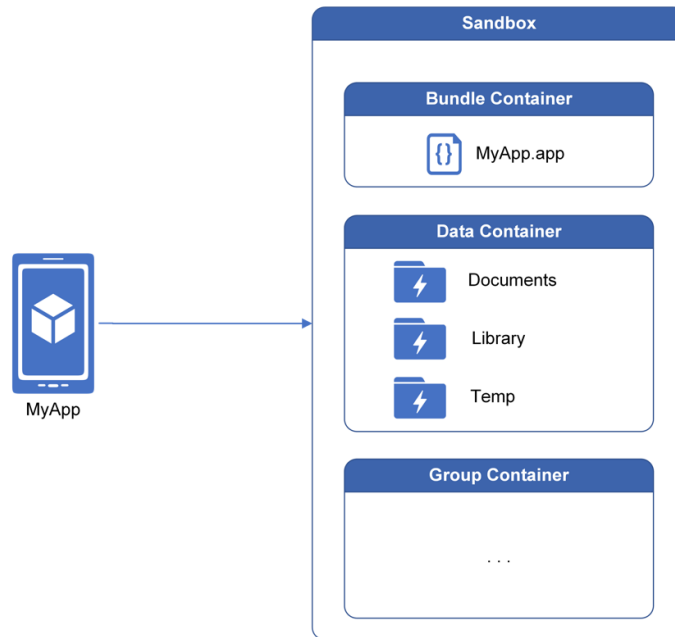 Sandbox
Bundle Container
{} MyApp.app
Data Container
Documents
Library
Temp
MyApp
Group Container
. . .